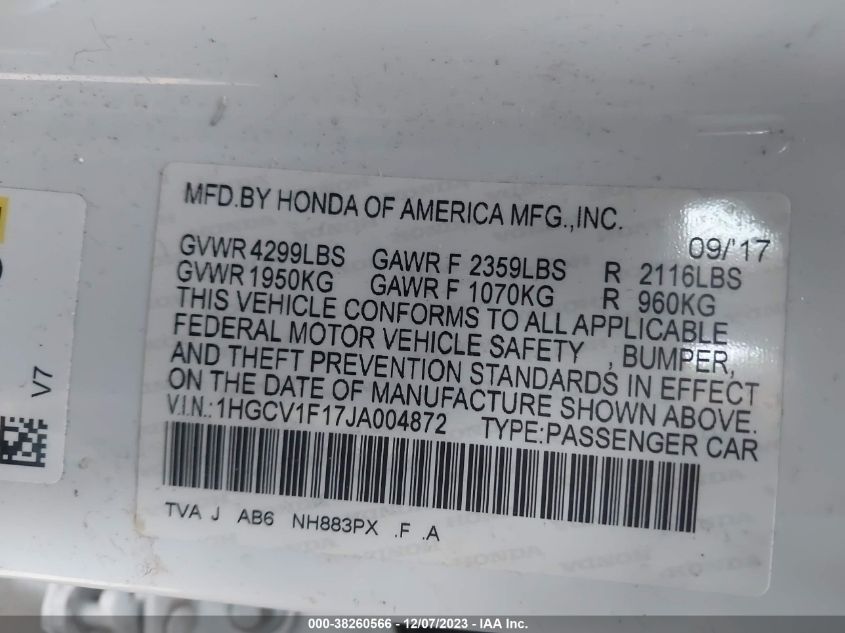 MFD.BY HONDA OF AMERICA MFG.,INC.
09/'17
GVWR 4299LBS GAWR F 2359LBS R 2116LBS
GVWR 1950KG GAWR F 1070KG R 960KG
THIS VEHICLE CONFORMS TO ALL APPLICABLE
FEDERAL MOTOR VEHICLE SAFETY , BUMPER,
AND THEFT PREVENTION STANDARDS IN EFFECT
ON THE DATE OF MANUFACTURE SHOWN ABOVE.
V.I.N.:1HGCV1F17JA004872 TYPE:PASSENGER CAR
TVA J AB6 NH883PX .F .A
V7
000-38260566 - 12/07/2023 - IAA Inc.